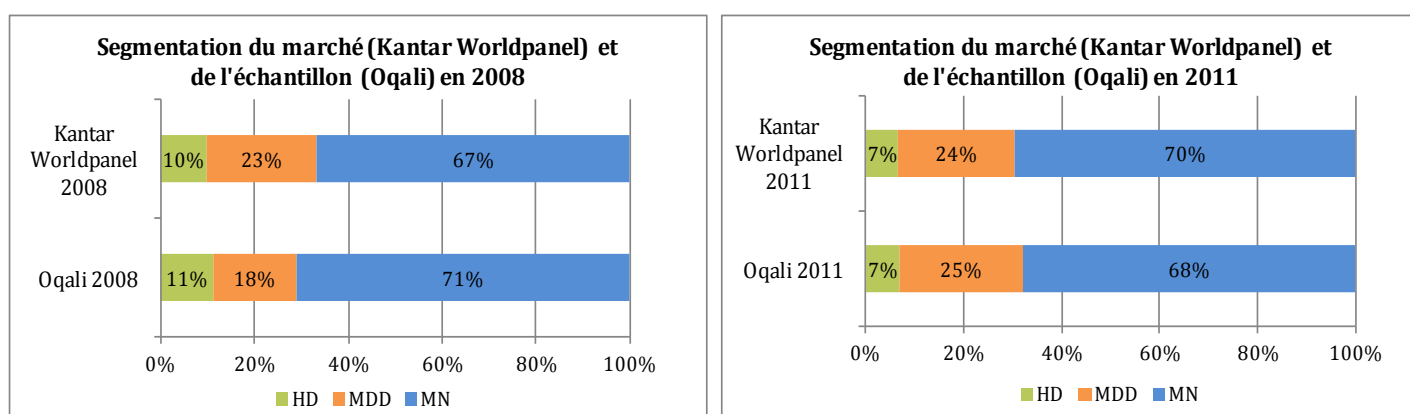 Segmentation du marché (Kantar Worldpanel) et
de l'échantillon (Oqali) en 2008
Kantar
Worldpanel
2008
10% 23% 67%
Oqali 2008
11% 18% 71%
0% 20% 40% 60% 80% 100%
HD MDD MN
Segmentation du marché (Kantar Worldpanel) et
de l'échantillon (Oqali) en 2011
Kantar
Worldpanel
2011
7% 24% 70%
Oqali 2011
7% 25% 68%
0% 20% 40% 60% 80% 100%
HD MDD MN